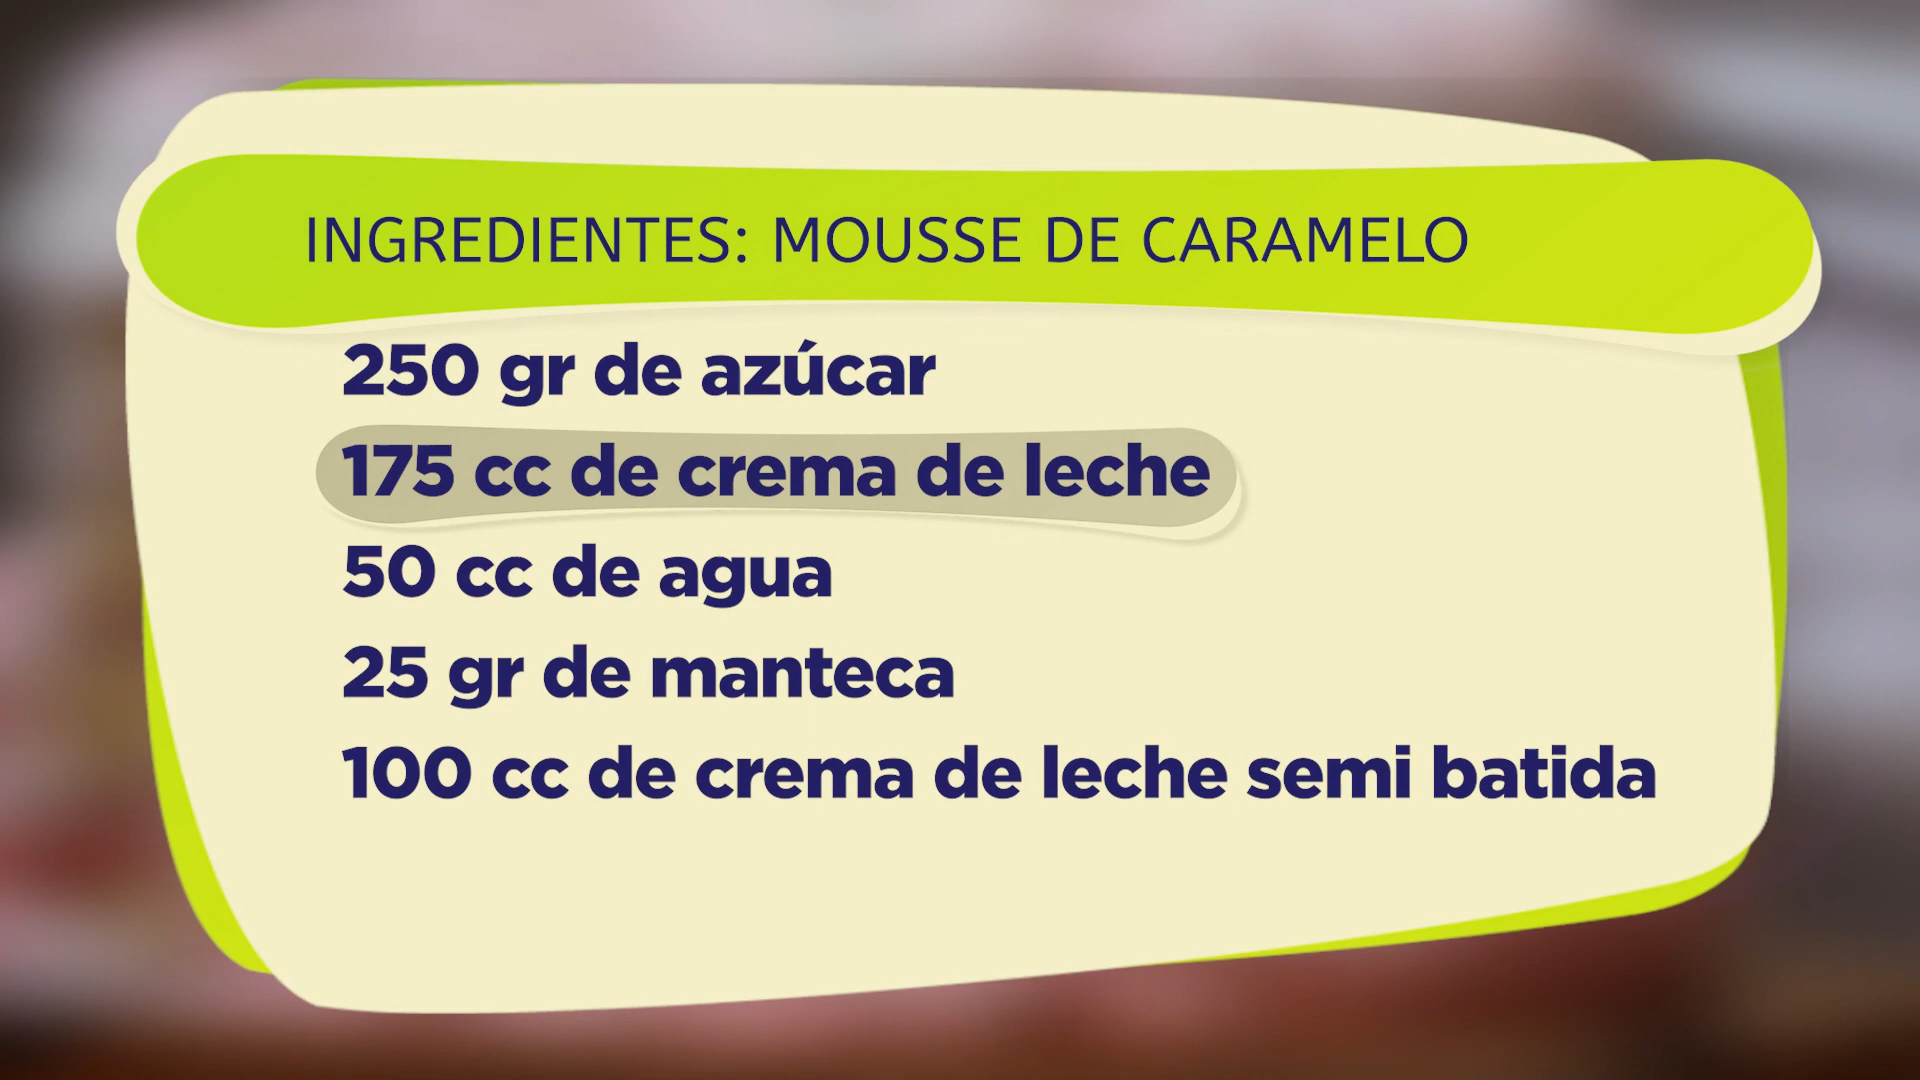 INGREDIENTES: MOUSSE DE CARAMELO
250 gr de azúcar
175 cc de crema de leche
50 cc de agua
25 gr de manteca
100 cc de crema de leche semi batida